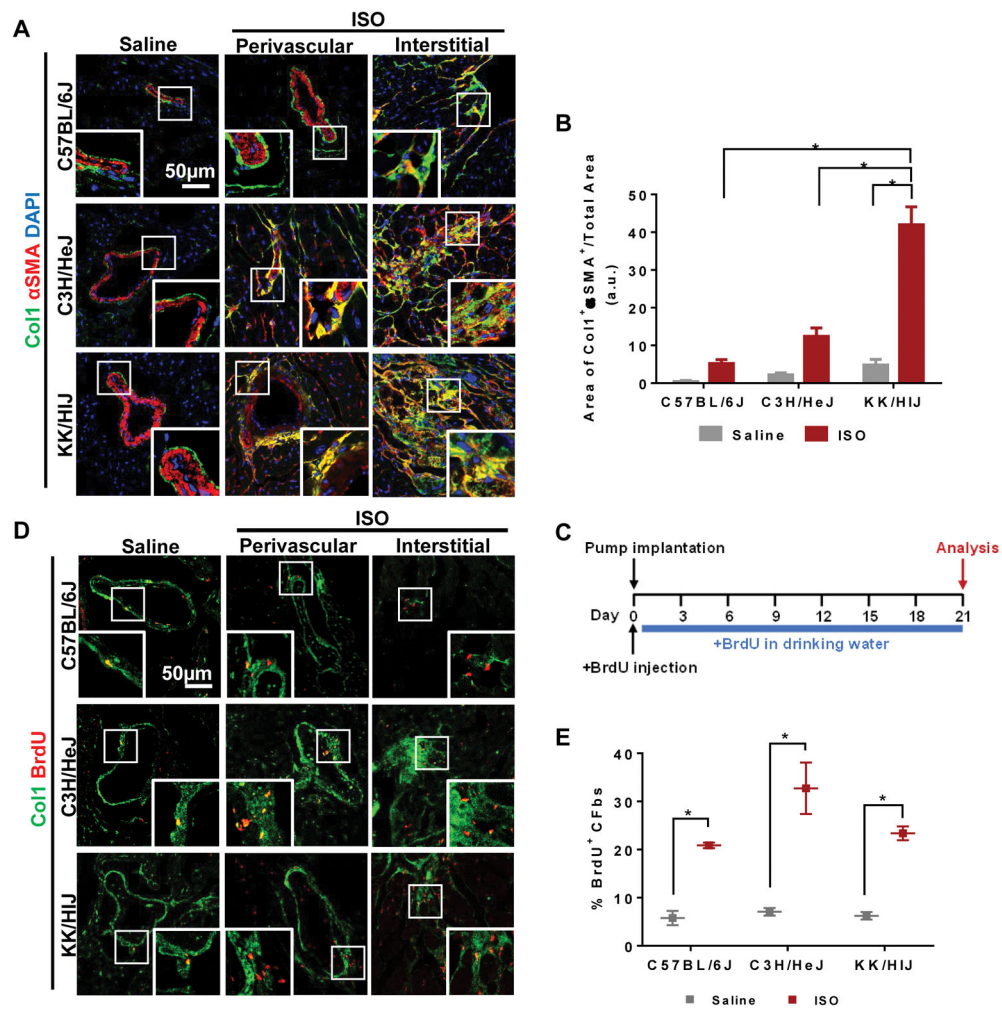 A
ISO
Saline
Perivascular
Interstitial
Col1 αSMA DAPI
C57BL/6J
50µm
C3H/HeJ
KK/HIJ
B
*
*
*
Area of Col1⁺ SMA⁺/Total Area
(a.u.)
50
40
30
20
10
0
C57BL/6J
C3H/HeJ
KK/HIJ
Saline
ISO
C
Pump implantation
Analysis
Day
0
3
6
9
12
15
18
21
+BrdU in drinking water
+BrdU injection
D
ISO
Saline
Perivascular
Interstitial
Col1 BrdU
C57BL/6J
50µm
C3H/HeJ
KK/HIJ
E
% BrdU⁺ CFbs
40
30
20
10
0
*
*
*
C57BL/6J
C3H/HeJ
KK/HIJ
Saline
ISO